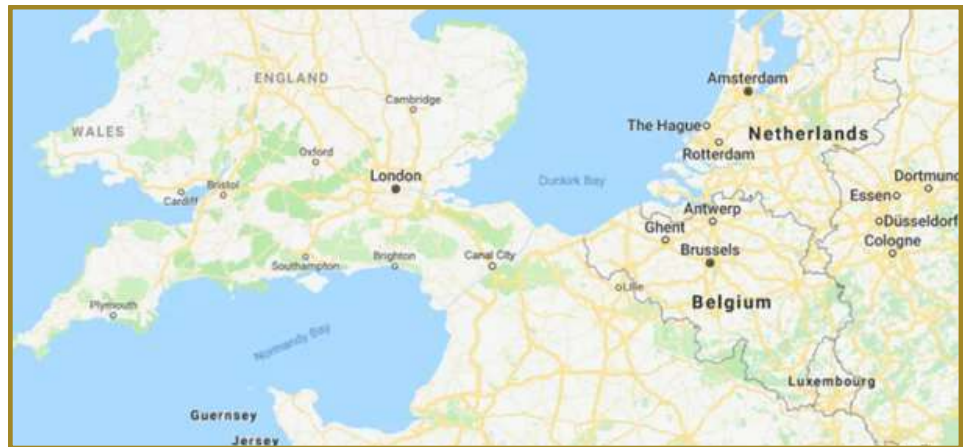 ENGLAND
Amsterdam
Cambridge
The Hague
Netherlands
WALES
Rotterdam
Oxford
London
Dunkirk Bay
Dortmund
Essen
Bristol
Cardiff
Antwerp
Düsseldorf
Ghent
Cologne
Brussels
Brighton
Canal City
Southampton
Lille
Belgium
Plymouth
Normandy Bay
Luxembourg
Guernsey
Jersey